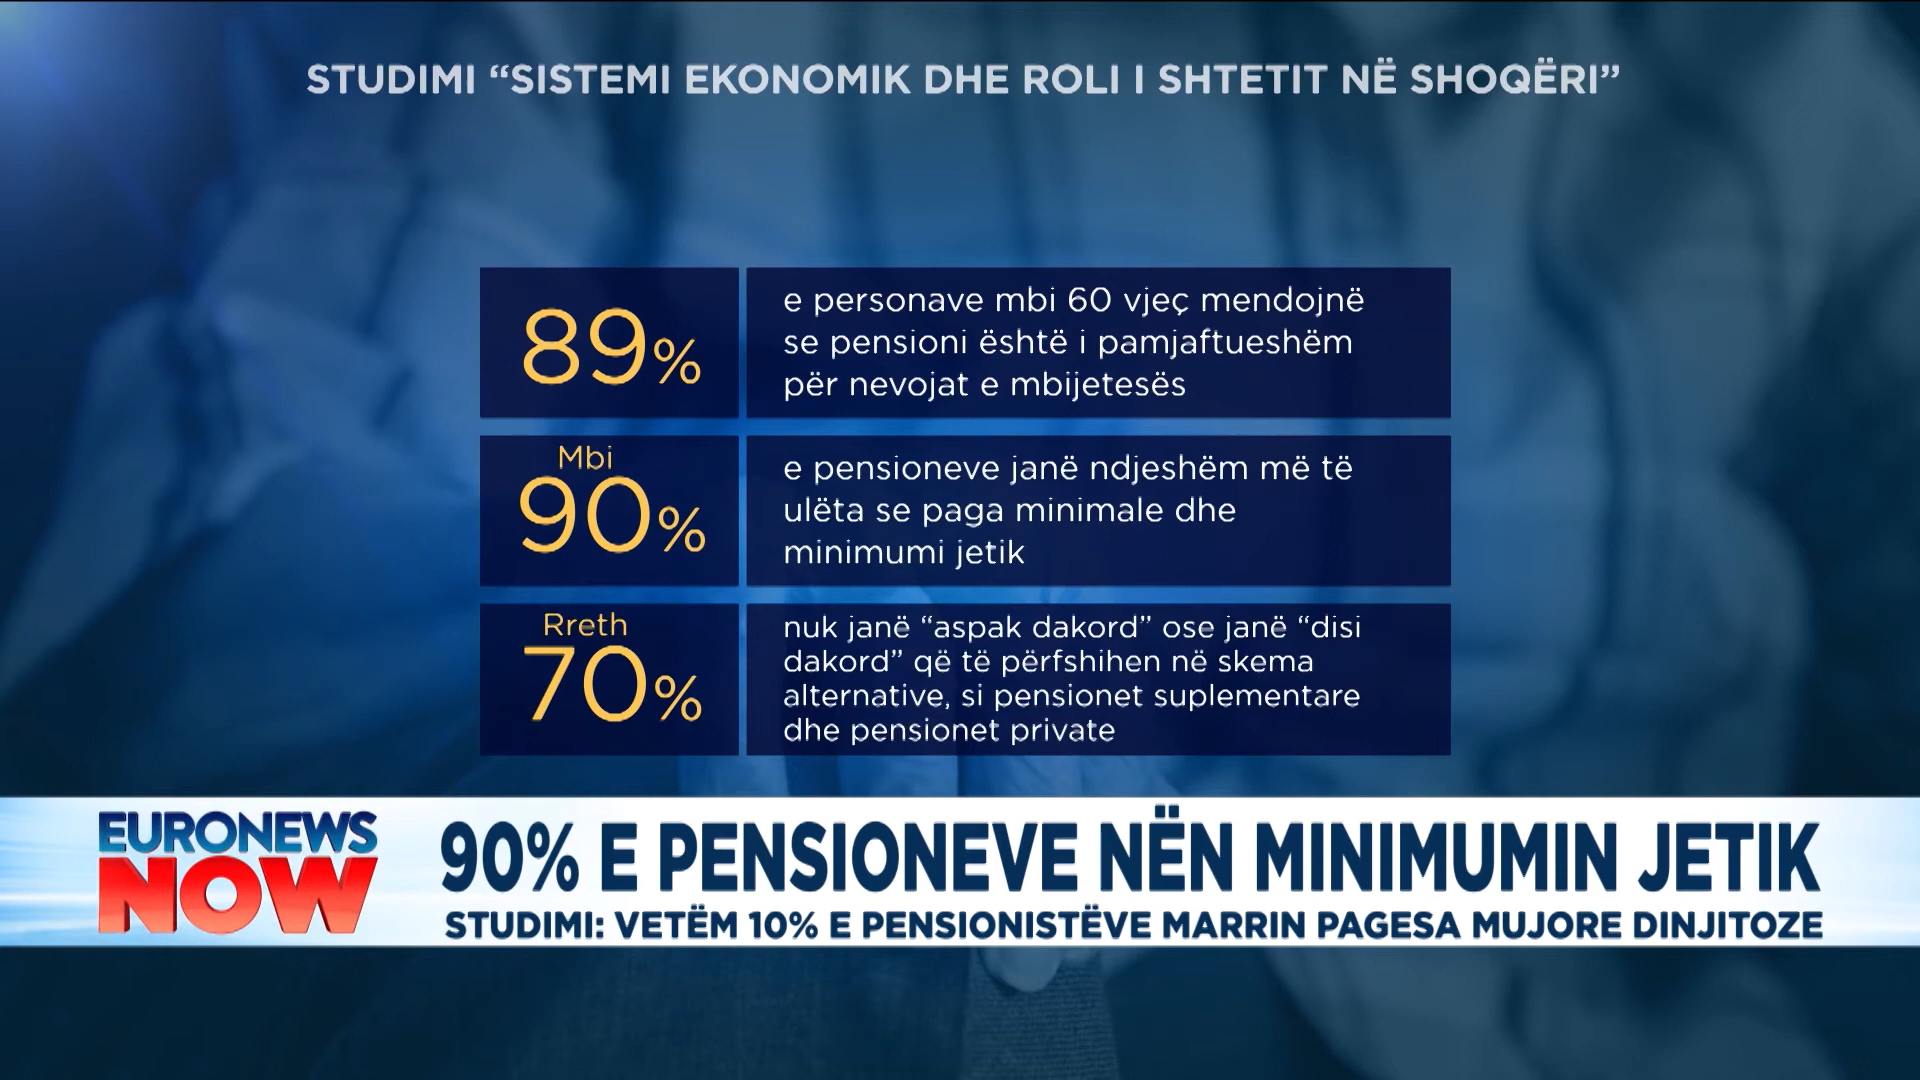 STUDIMI “SISTEMI EKONOMIK DHE ROLI I SHTETIT NË SHOQËRI”
89%
e personave mbi 60 vjeç mendojnë
se pensioni është i pamjaftueshëm
për nevojat e mbijetesës
Mbi
90%
e pensioneve janë ndjeshëm më të
ulëta se paga minimale dhe
minimumi jetik
Rreth
70%
nuk janë “aspak dakord” ose janë “disi
dakord” që të përfshihen në skema
alternative, si pensionet suplementare
dhe pensionet private
EURONEWS
NOW
90% E PENSIONEVE NËN MINIMUMIN JETIK
STUDIMI: VETËM 10% E PENSIONISTËVE MARRIN PAGESA MUJORE DINJITOZE